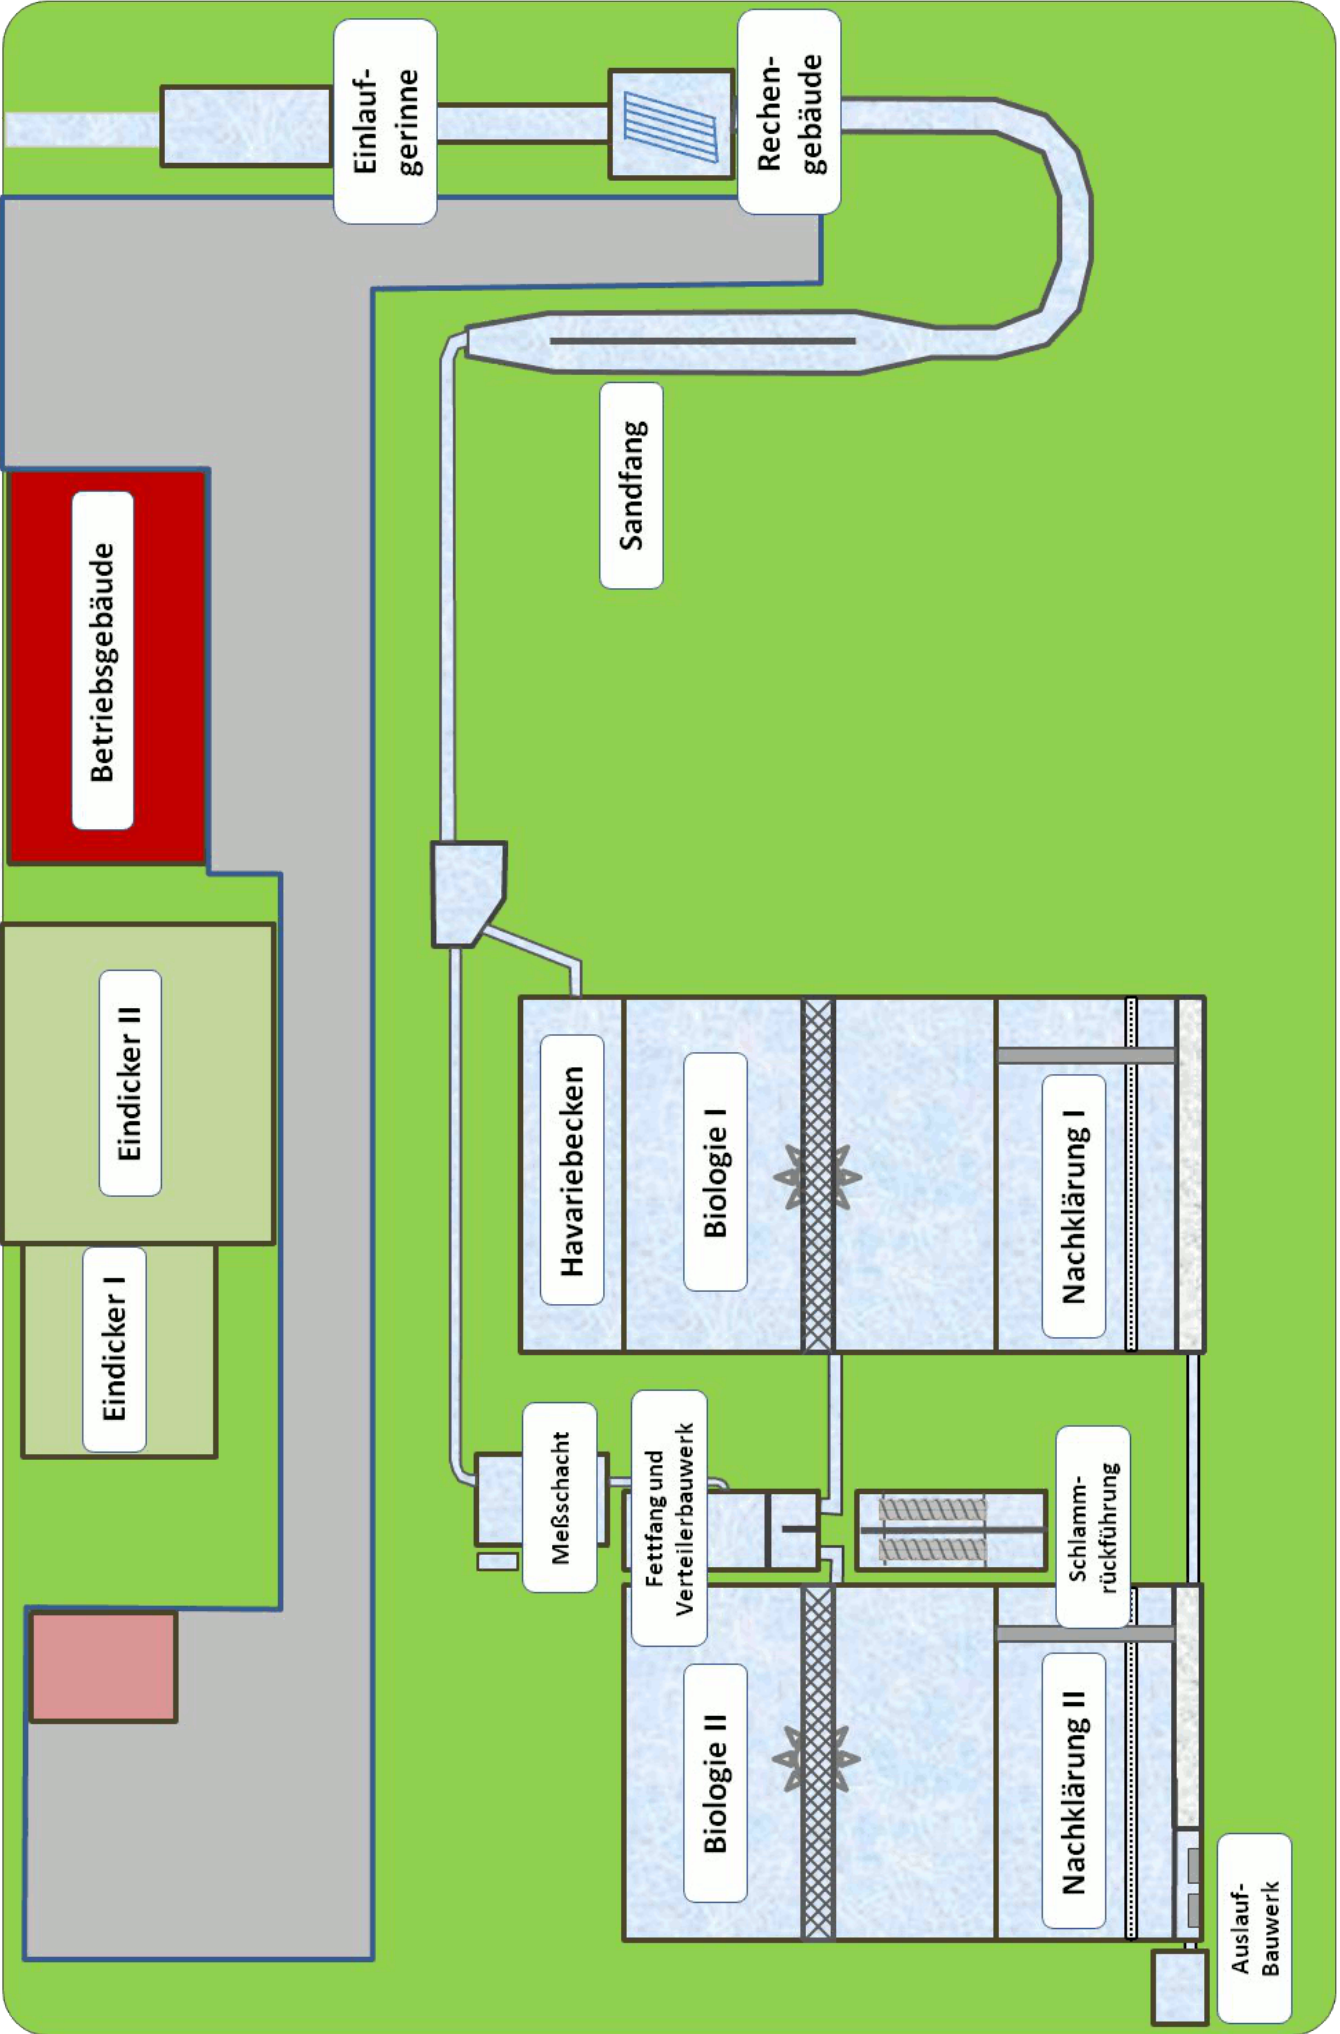 Einlauf-
gerinne
Rechen-
gebäude
Sandfang
Betriebsgebäude
Eindicker II
Eindicker I
Havariebecken
Biologie I
Nachklärung I
Meßschacht
Fettfang und
Verteilerbauwerk
Schlamm-
rückführung
Biologie II
Nachklärung II
Auslauf-
Bauwerk